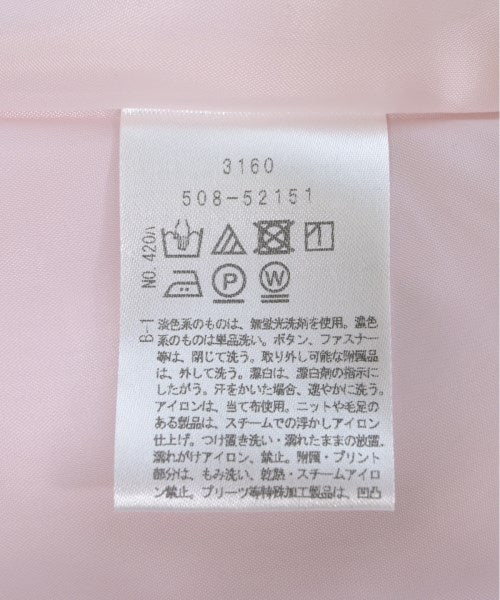 3160
508-52151
NO. 420A
P
W
B-1
淡色系のものは、無蛍光洗剤を使用。濃色
系のものは単品洗い。ボタン、ファスナー
等は、閉じて洗う。取り外し可能な附属品
は、外して洗う。漂白は、漂白剤の指示に
したがう。汗をかいた場合、速やかに洗う。
アイロンは、当て布使用。ニットや毛足の
ある製品は、スチームでの浮かしアイロン
仕上げ。つけ置き洗い・濡れたままの放置、
濡れがけアイロン、禁止。附属・プリント
部分は、もみ洗い、乾熱・スチームアイロ
ン禁止。プリーツ等特殊加工製品は、凹凸